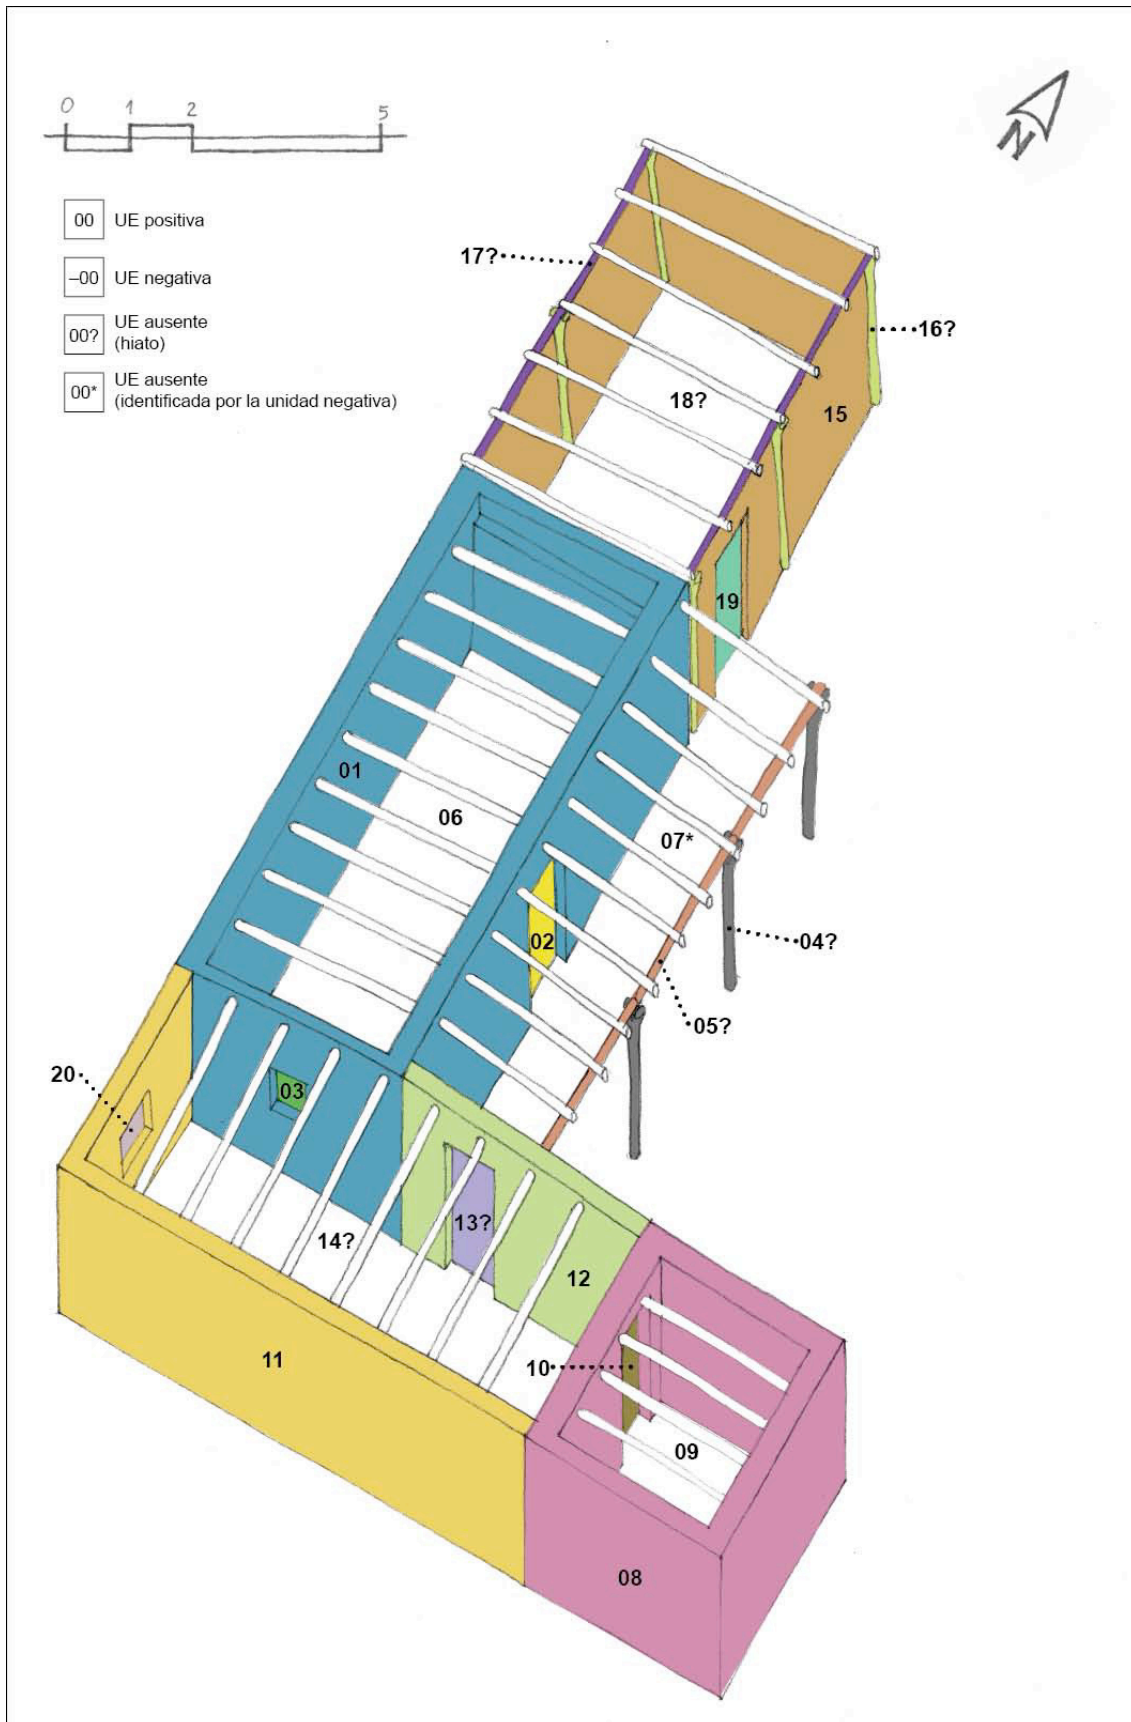 0 1 2 5
N
00 UE positiva
–00 UE negativa
00? UE ausente
(hiato)
00* UE ausente
(identificada por la unidad negativa)
17?
16?
18?
15
19
01
06
07*
02
04?
05?
20
03
13?
14?
12
11
10
09
08